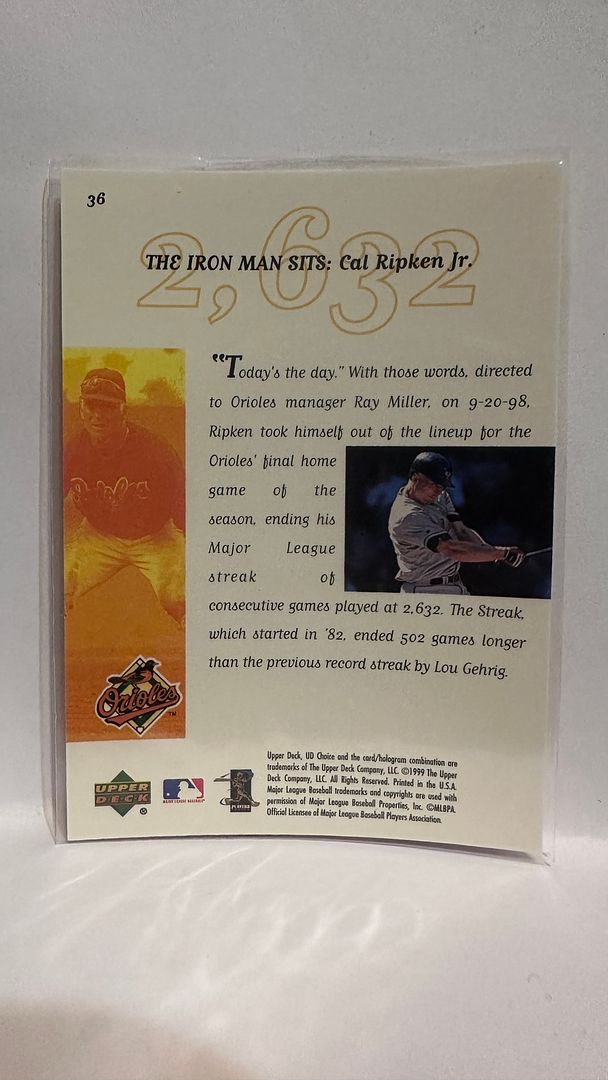 36
2,632
THE IRON MAN SITS: Cal Ripken Jr.
"Today's the day." With those words, directed
to Orioles manager Ray Miller, on 9-20-98,
Ripken took himself out of the lineup for the
Orioles' final home
game of the
season, ending his
Major League
streak of
consecutive games played at 2,632. The Streak,
which started in '82, ended 502 games longer
than the previous record streak by Lou Gehrig.
Orioles
Orioles TM
Upper Deck, UD Choice and the card/hologram combination are
trademarks of The Upper Deck Company, LLC. ©1999 The Upper
Deck Company, LLC. All Rights Reserved. Printed in the U.S.A.
Major League Baseball trademarks and copyrights are used with
permission of Major League Baseball Properties, Inc. ©MLBPA.
Official Licensee of Major League Baseball Players Association.
UPPER
DECK ®
MAJOR LEAGUE BASEBALL
PLAYERS